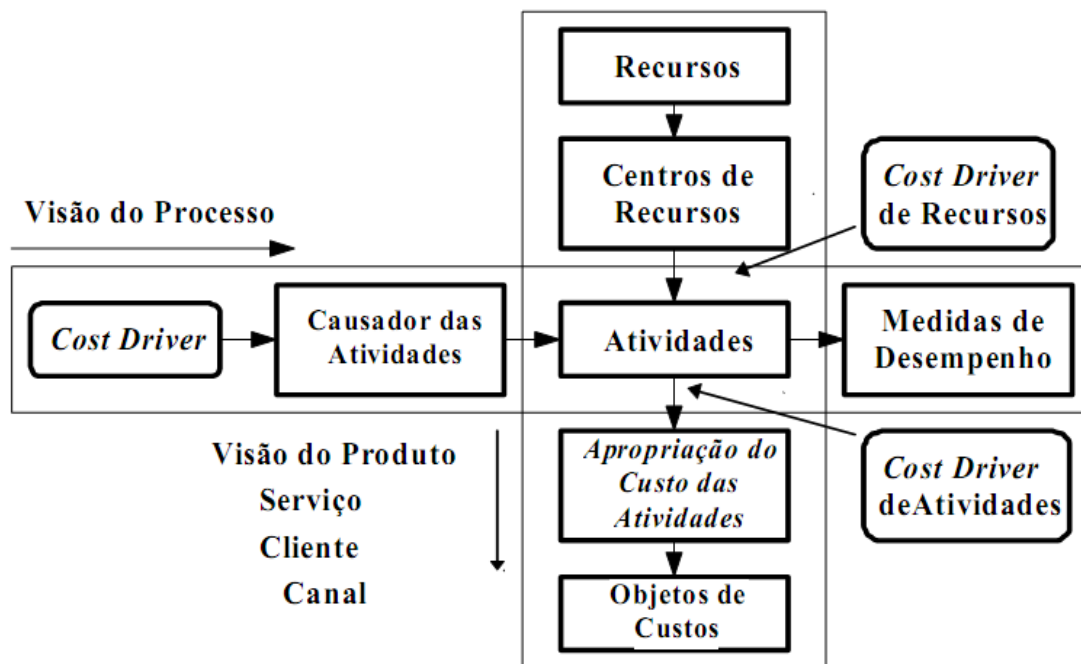 Recursos
Centros de
Recursos
Cost Driver
de Recursos
Visão do Processo
Cost Driver
Causador das
Atividades
Atividades
Medidas de
Desempenho
Visão do Produto
Serviço
Cliente
Canal
Apropriação do
Custo das
Atividades
Cost Driver
deAtividades
Objetos de
Custos